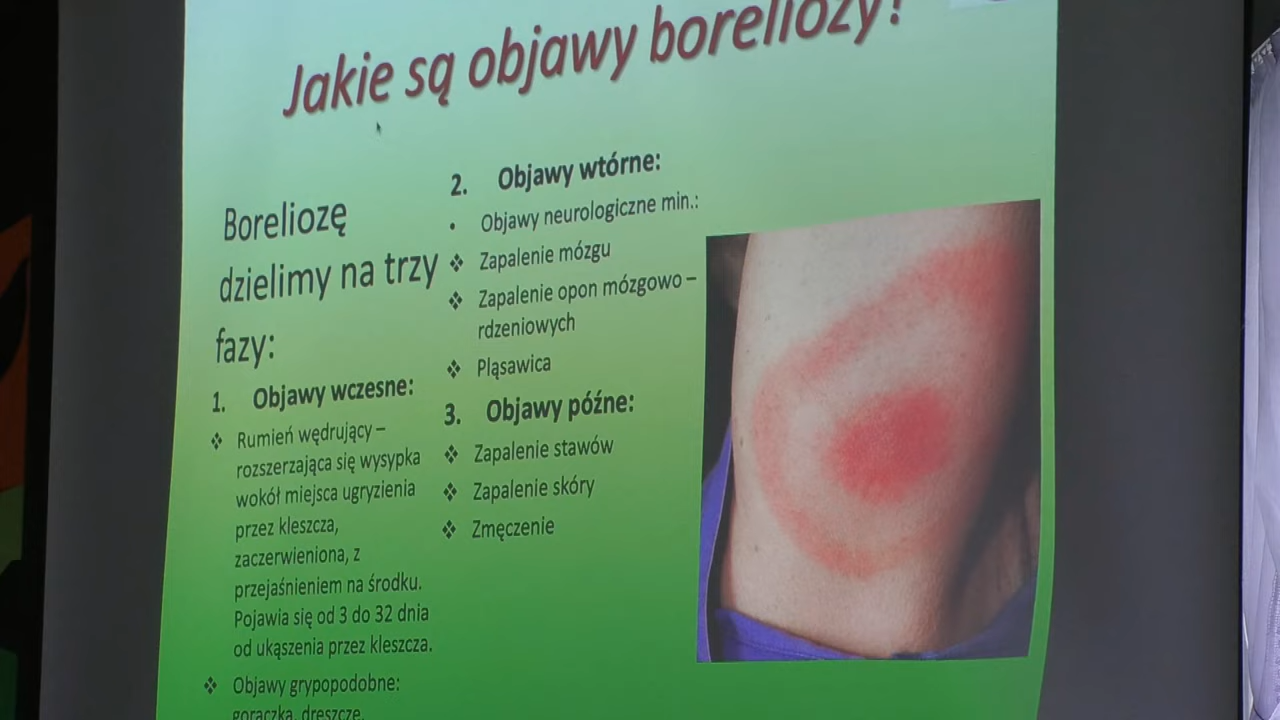 Jakie są objawy boreliozy?
Boreliozę
dzielimy na trzy
fazy:
1. Objawy wczesne:
❖ Rumień wędrujący –
rozszerzająca się wysypka
wokół miejsca ugryzienia
przez kleszcza,
zaczerwieniona, z
przejaśnieniem na środku.
Pojawia się od 3 do 32 dnia
od ukąszenia przez kleszcza.
❖ Objawy grypopodobne:
gorączka, dreszcze,
2. Objawy wtórne:
• Objawy neurologiczne min.:
❖ Zapalenie mózgu
❖ Zapalenie opon mózgowo –
rdzeniowych
❖ Pląsawica
3. Objawy późne:
❖ Zapalenie stawów
❖ Zapalenie skóry
❖ Zmęczenie